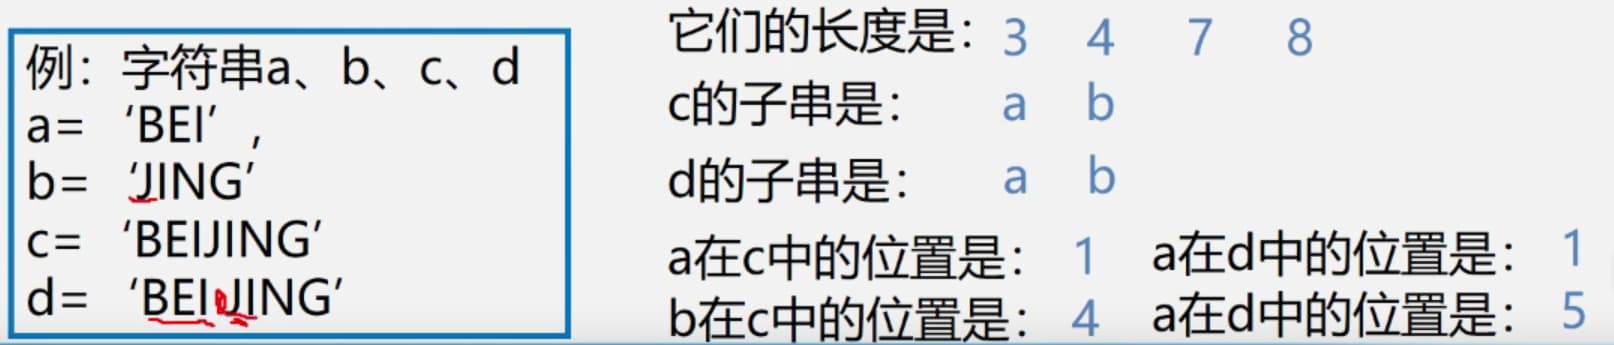 例：字符串a、b、c、d
a= ‘BEI’ ,
b= ‘JING’
c= ‘BEIJING’
d= ‘BEI JING’
它们的长度是：3 4 7 8
c的子串是： a b
d的子串是： a b
a在c中的位置是： 1 a在d中的位置是： 1
b在c中的位置是： 4 a在d中的位置是： 5